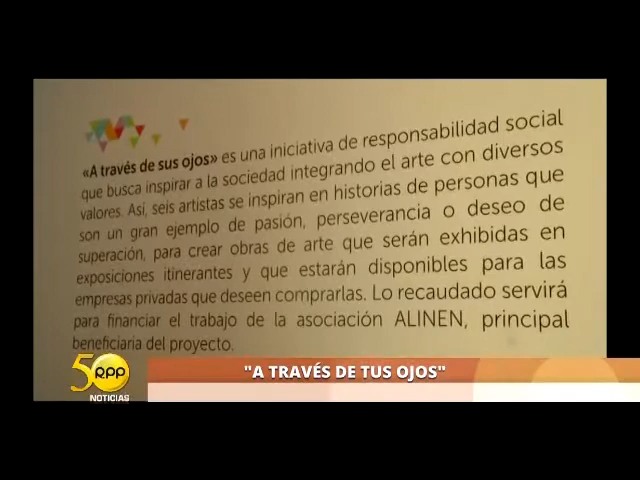 «A través de sus ojos» es una iniciativa de responsabilidad social
que busca inspirar a la sociedad integrando el arte con diversos
valores. Así, seis artistas se inspiran en historias de personas que
son un gran ejemplo de pasión, perseverancia o deseo de
superación, para crear obras de arte que serán exhibidas en
exposiciones itinerantes y que estarán disponibles para las
empresas privadas que deseen comprarlas. Lo recaudado servirá
para financiar el trabajo de la asociación ALINEN, principal
beneficiaria del proyecto.
50 RPP
NOTICIAS
"A TRAVÉS DE TUS OJOS"